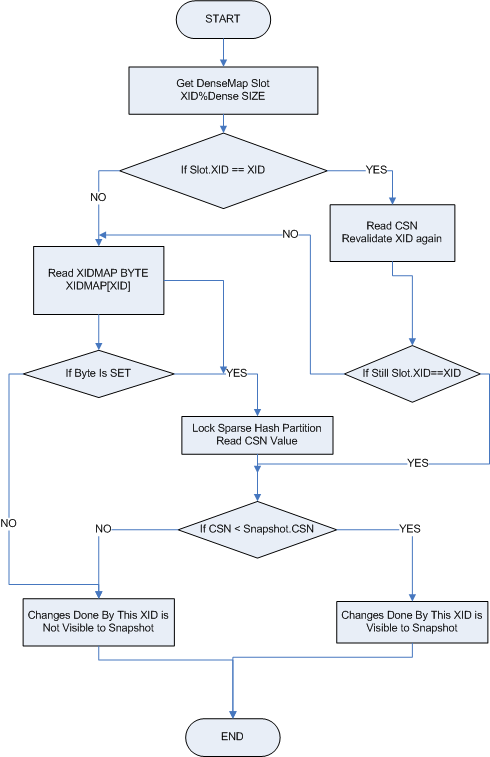 START
Get DenseMap Slot
XID%Dense SIZE
If Slot.XID == XID
YES
NO
Read CSN
Revalidate XID again
NO
Read XIDMAP BYTE
XIDMAP[XID]
If Byte Is SET
YES
If Still Slot.XID==XID
Lock Sparse Hash Partition
Read CSN Value
YES
NO
If CSN < Snapshot.CSN
NO
YES
Changes Done By This XID is
Not Visible to Snapshot
Changes Done By This XID is
Visible to Snapshot
END